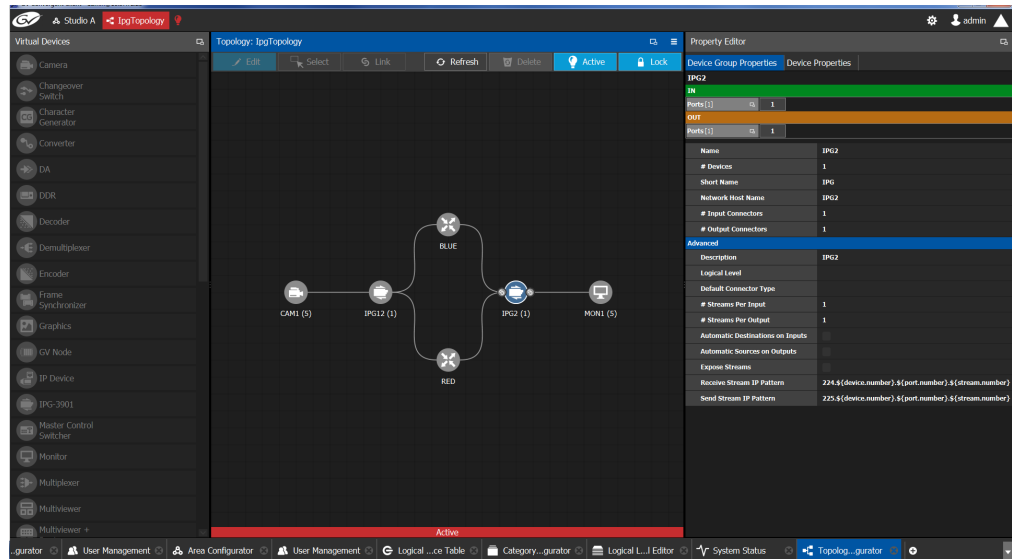 Studio A
IpgTopology
admin
Virtual Devices
Camera
Changeover
Switch
CG
Character
Generator
Converter
DA
DDR
Decoder
Demultiplexer
Encoder
Frame
Synchronizer
Graphics
GV Node
IP Device
IPG-3901
Master Control
Switcher
Monitor
Multiplexer
Multiviewer
Multiviewer +
Topology: IpgTopology
Edit Select Link Refresh Delete Active Lock
BLUE
CAM1 (5) IPG12 (1) IPG2 (1) MON1 (5)
RED
Active
Property Editor
Device Group Properties Device Properties
IPG2
IN
Ports [1] 1
OUT
Ports [1] 1
Name IPG2
# Devices 1
Short Name IPG
Network Host Name IPG2
# Input Connectors 1
# Output Connectors 1
Advanced
Description IPG2
Logical Level
Default Connector Type
# Streams Per Input 1
# Streams Per Output 1
Automatic Destinations on Inputs
Automatic Sources on Outputs
Expose Streams
Receive Stream IP Pattern 224.${device.number}.${port.number}.${stream.number}
Send Stream IP Pattern 225.${device.number}.${port.number}.${stream.number}
..gurator User Management Area Configurator User Management Logical ...ce Table Category...gurator Logical L...l Editor System Status Topolog...gurator